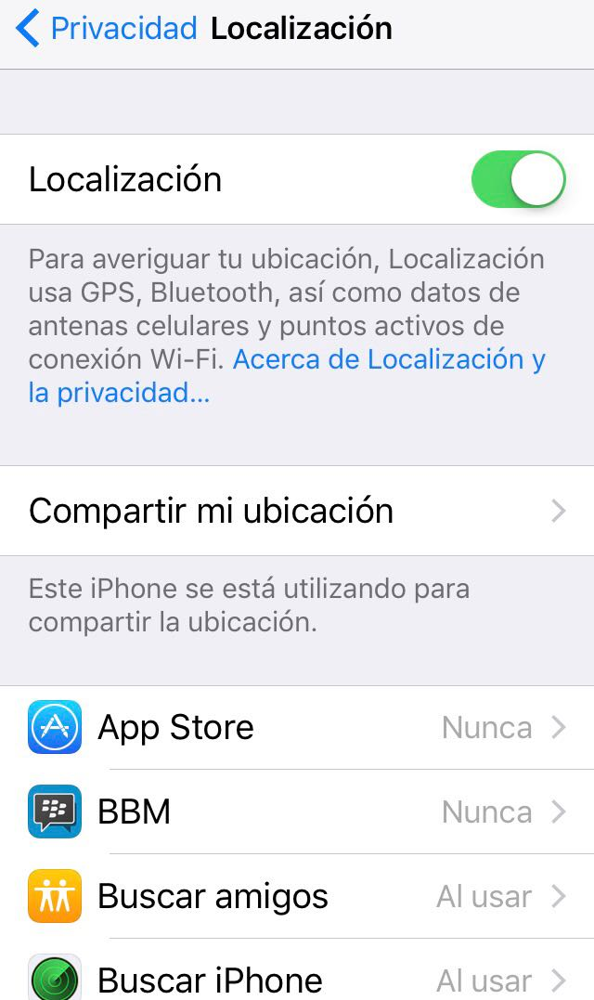 Privacidad Localización
Localización
Para averiguar tu ubicación, Localización
usa GPS, Bluetooth, así como datos de
antenas celulares y puntos activos de
conexión Wi-Fi. Acerca de Localización y
la privacidad...
Compartir mi ubicación
Este iPhone se está utilizando para
compartir la ubicación.
App Store Nunca
BBM Nunca
Buscar amigos Al usar
Buscar iPhone Al usar